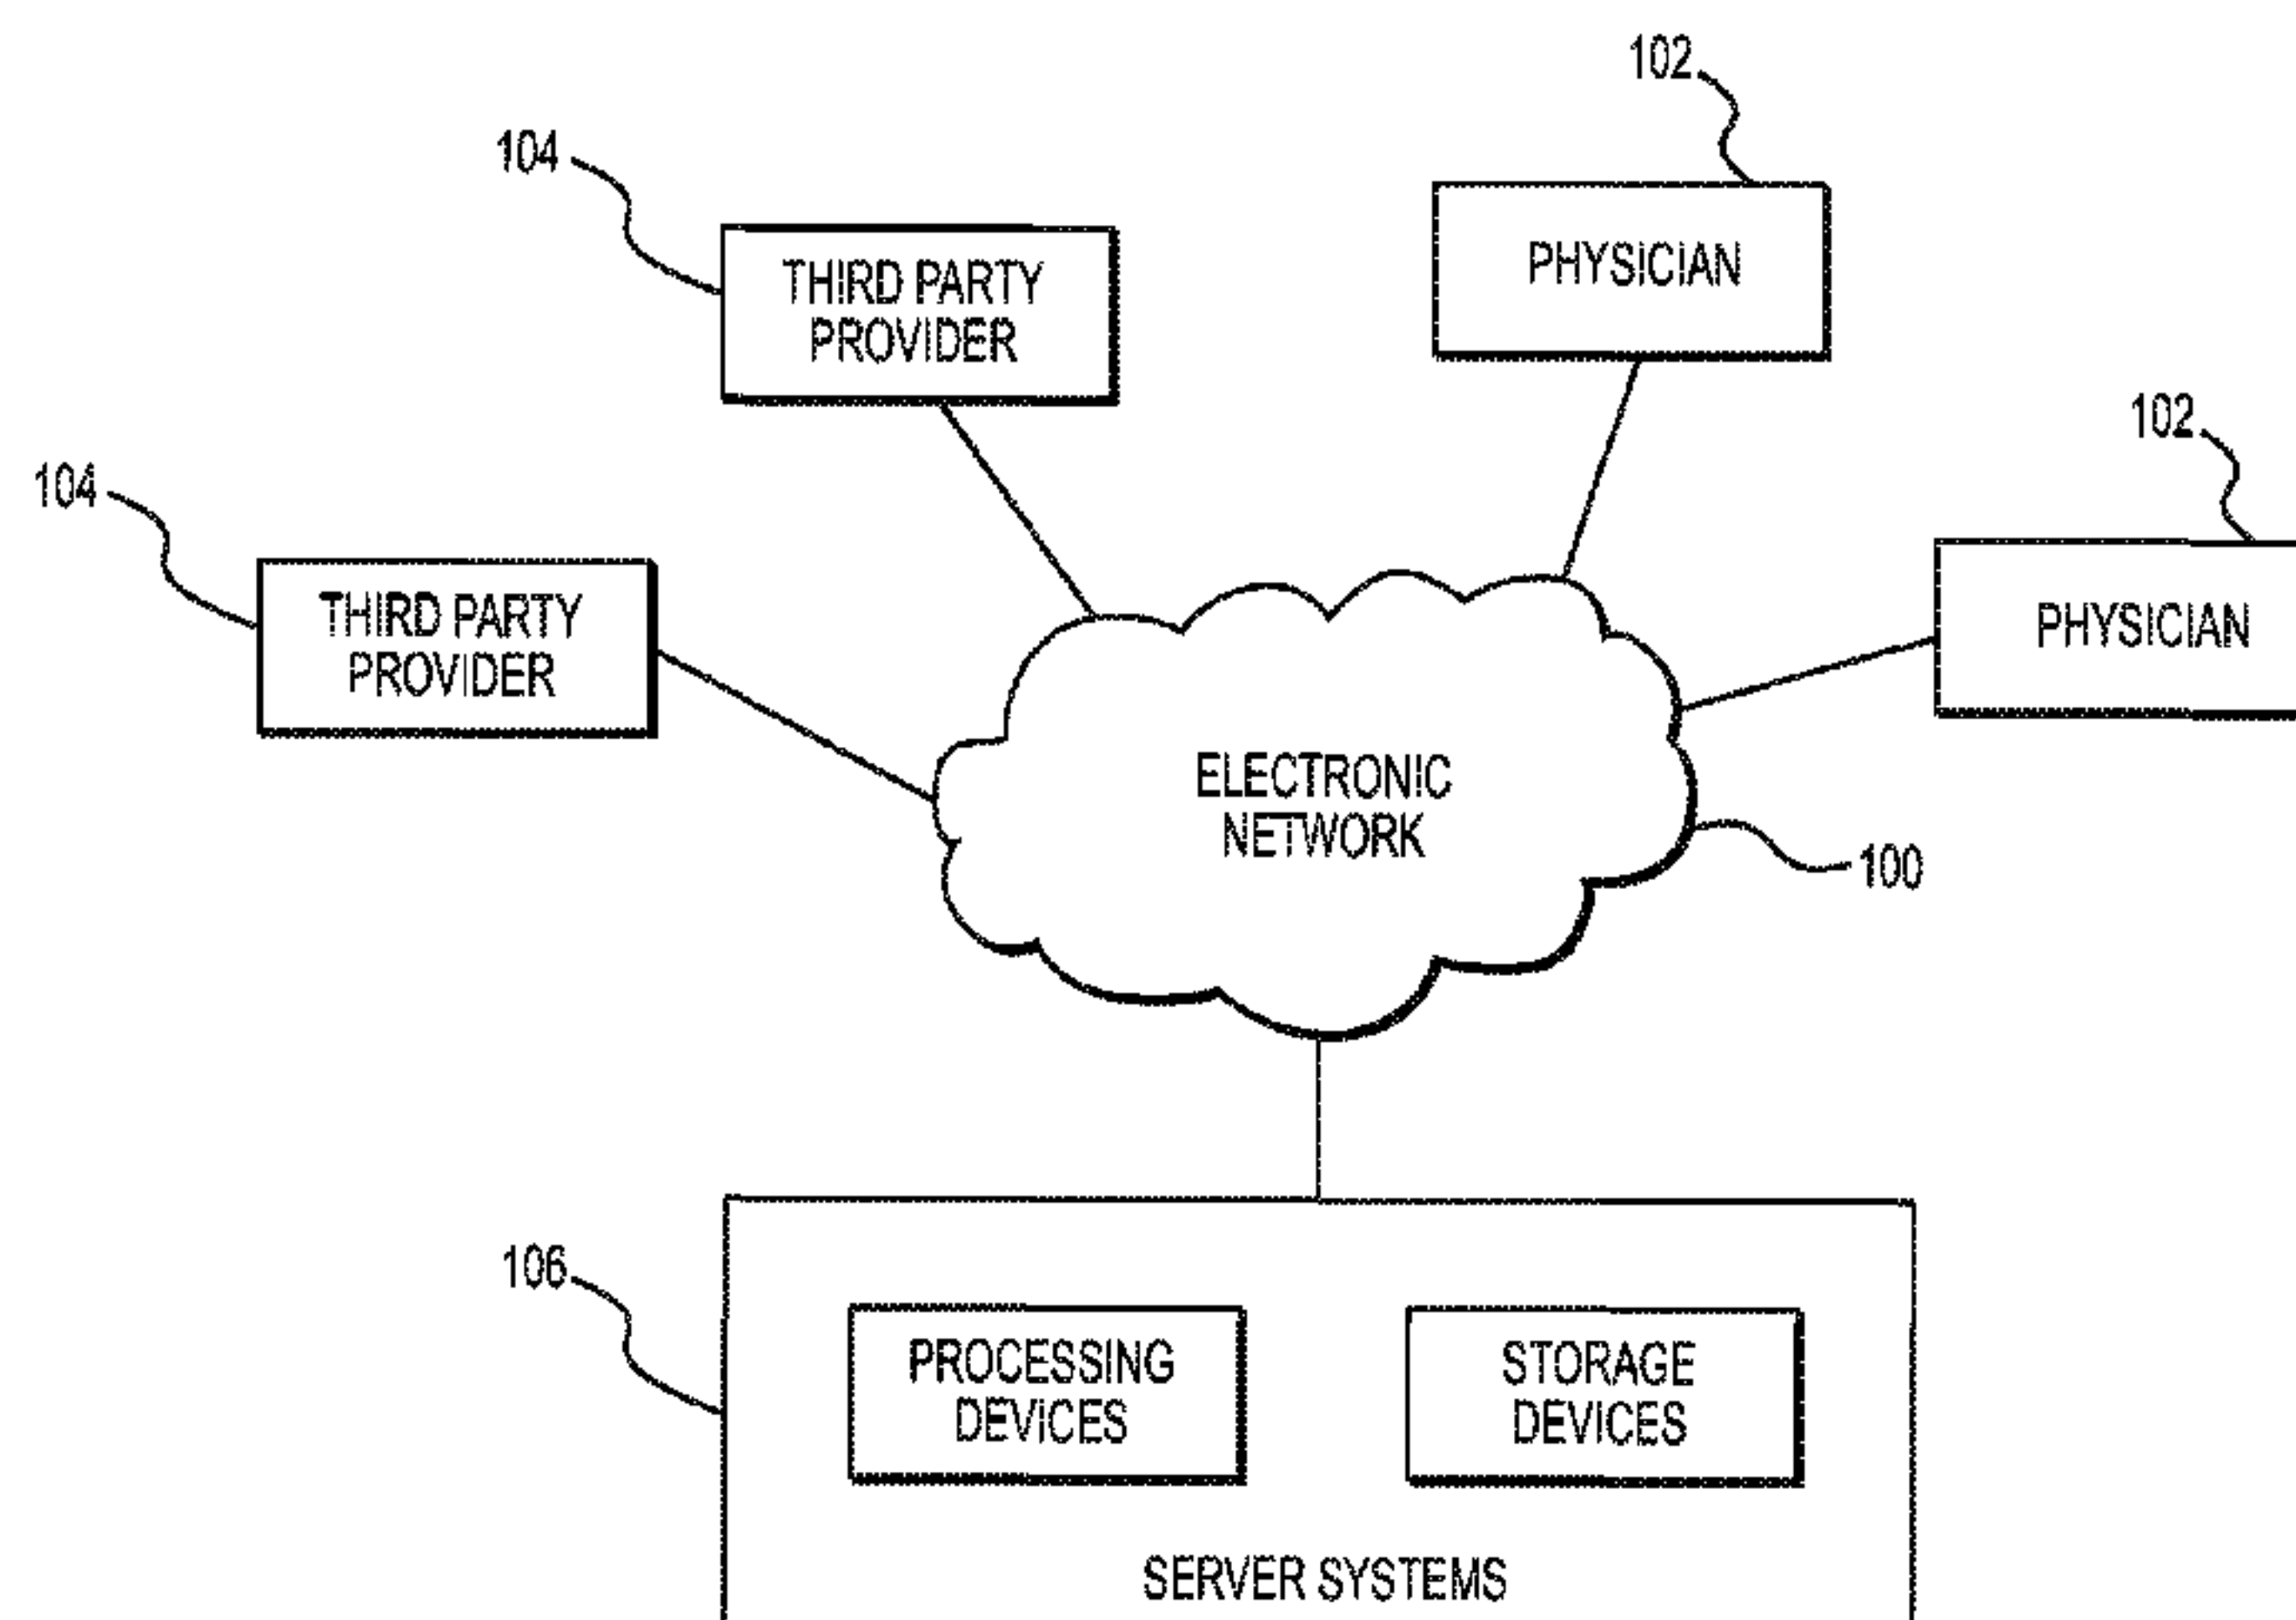 102
104
THIRD PARTY
PROVIDER
PHYSICIAN
102
104
THIRD PARTY
PROVIDER
PHYSICIAN
ELECTRONIC
NETWORK
100
106
PROCESSING
DEVICES
STORAGE
DEVICES
SERVER SYSTEMS